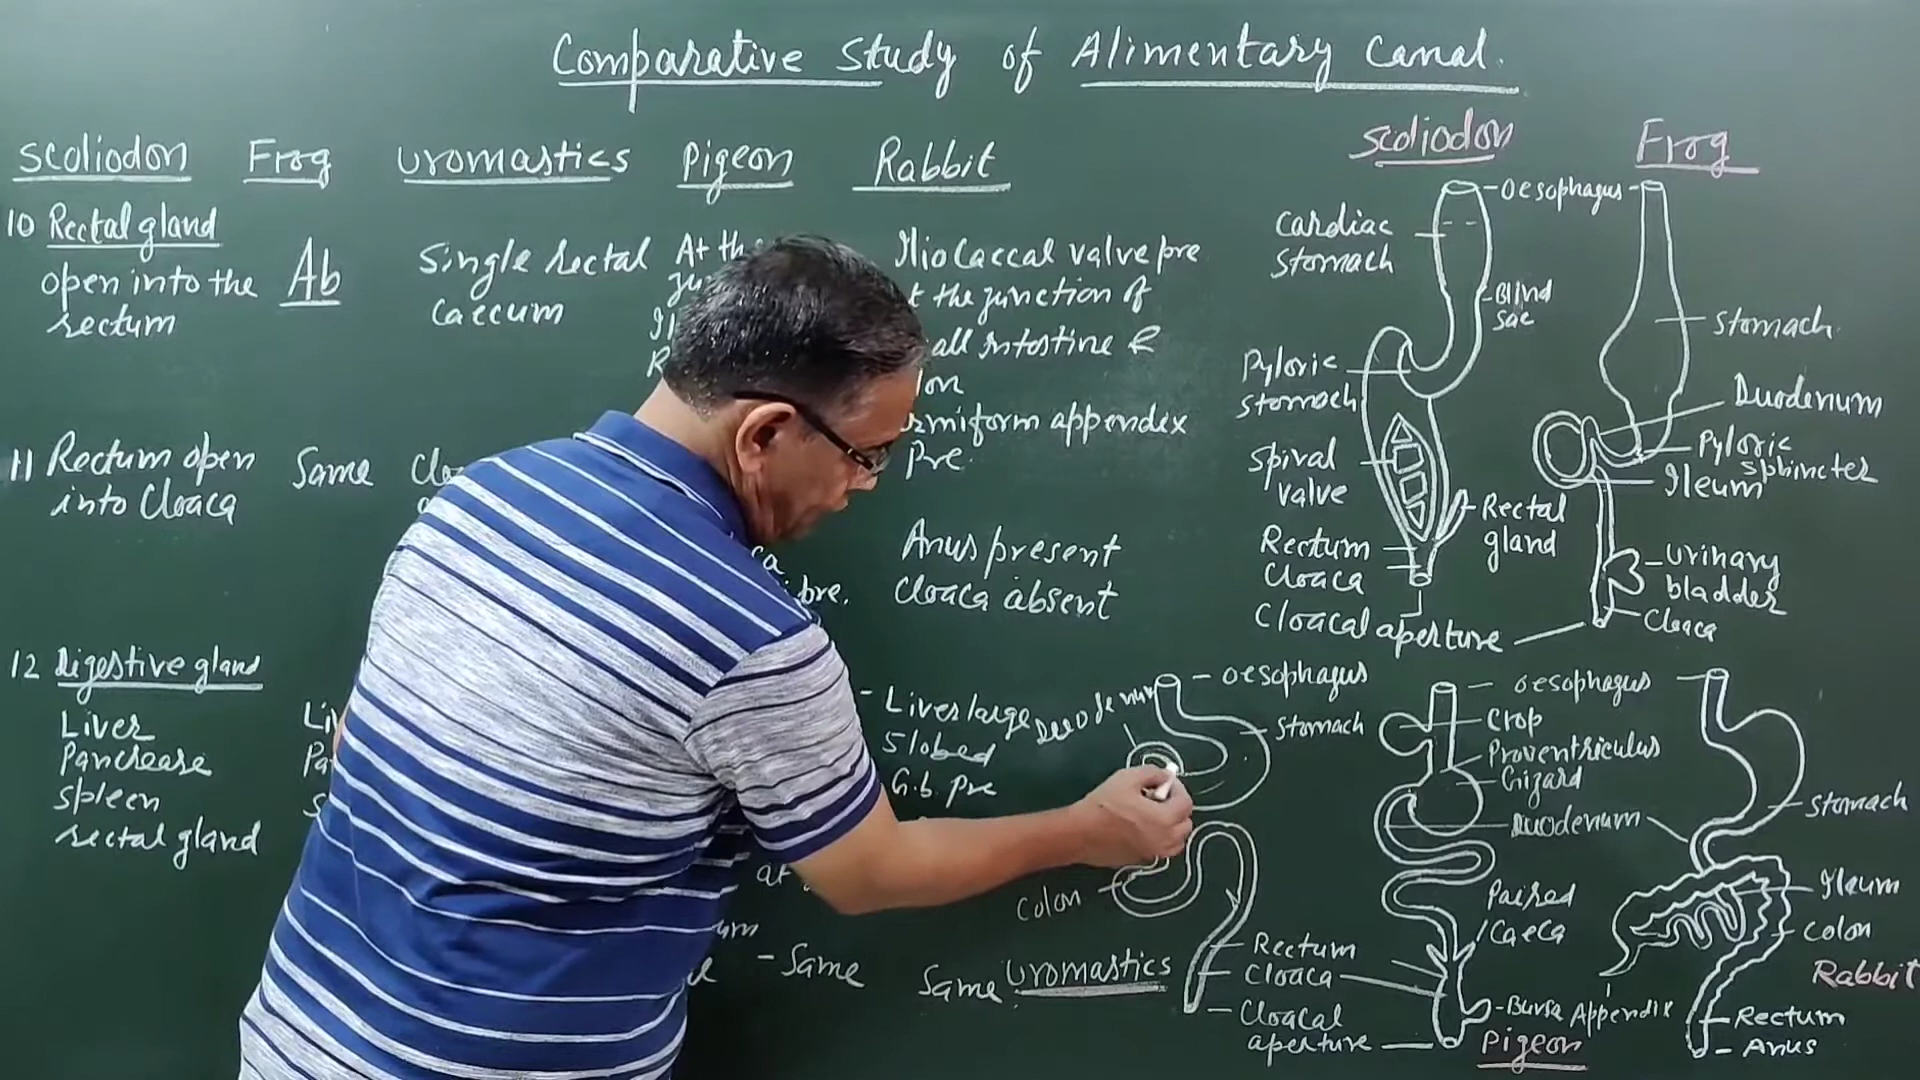 Comparative Study of Alimentary Canal.
Scoliodon Frog Uromastics Pigeon Rabbit
10 Rectal gland
open into the
rectum
Ab
Single rectal
caecum
At the
Iliocaecal valve pre
the junction of
Intestine &
appendix
Pre.
11 Rectum open
into Cloaca
Same
Anus present
Cloaca absent
12 Digestive gland
Liver
Pancrease
Spleen
rectal gland
- Liver large
5 lobed
G.b. Pre
- Same
Same
Scoliodon
Oesophagus
Cardiac
stomach
Blind
sac
Pyloric
stomach
Spiral
valve
Rectal
gland
Rectum
Cloaca
Cloacal aperture
Frog
Stomach
Duodenum
Pyloric
sphincter
Ileum
Urinary
bladder
Cloaca
Oesophagus
Stomach
Duodenum
Colon
Uromastics
Rectum
Cloaca
Cloacal
aperture
Oesophagus
Crop
Proventriculus
Gizard
Duodenum
Paired
Caeca
Bursa
Pigeon
Stomach
Ileum
Colon
Rabbit
Appendix
Rectum
Anus